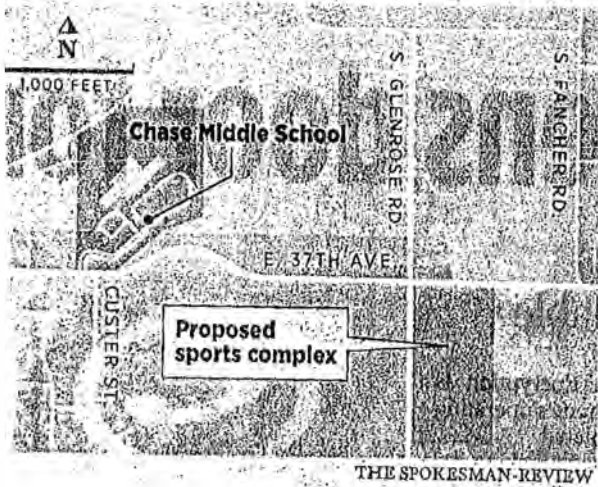 Δ
N
1,000 FEET
Chase Middle School
S. GLENROSE RD.
S. FANCHER RD.
E. 37TH AVE.
CUSTER ST.
Proposed
sports complex
THE SPOKESMAN-REVIEW